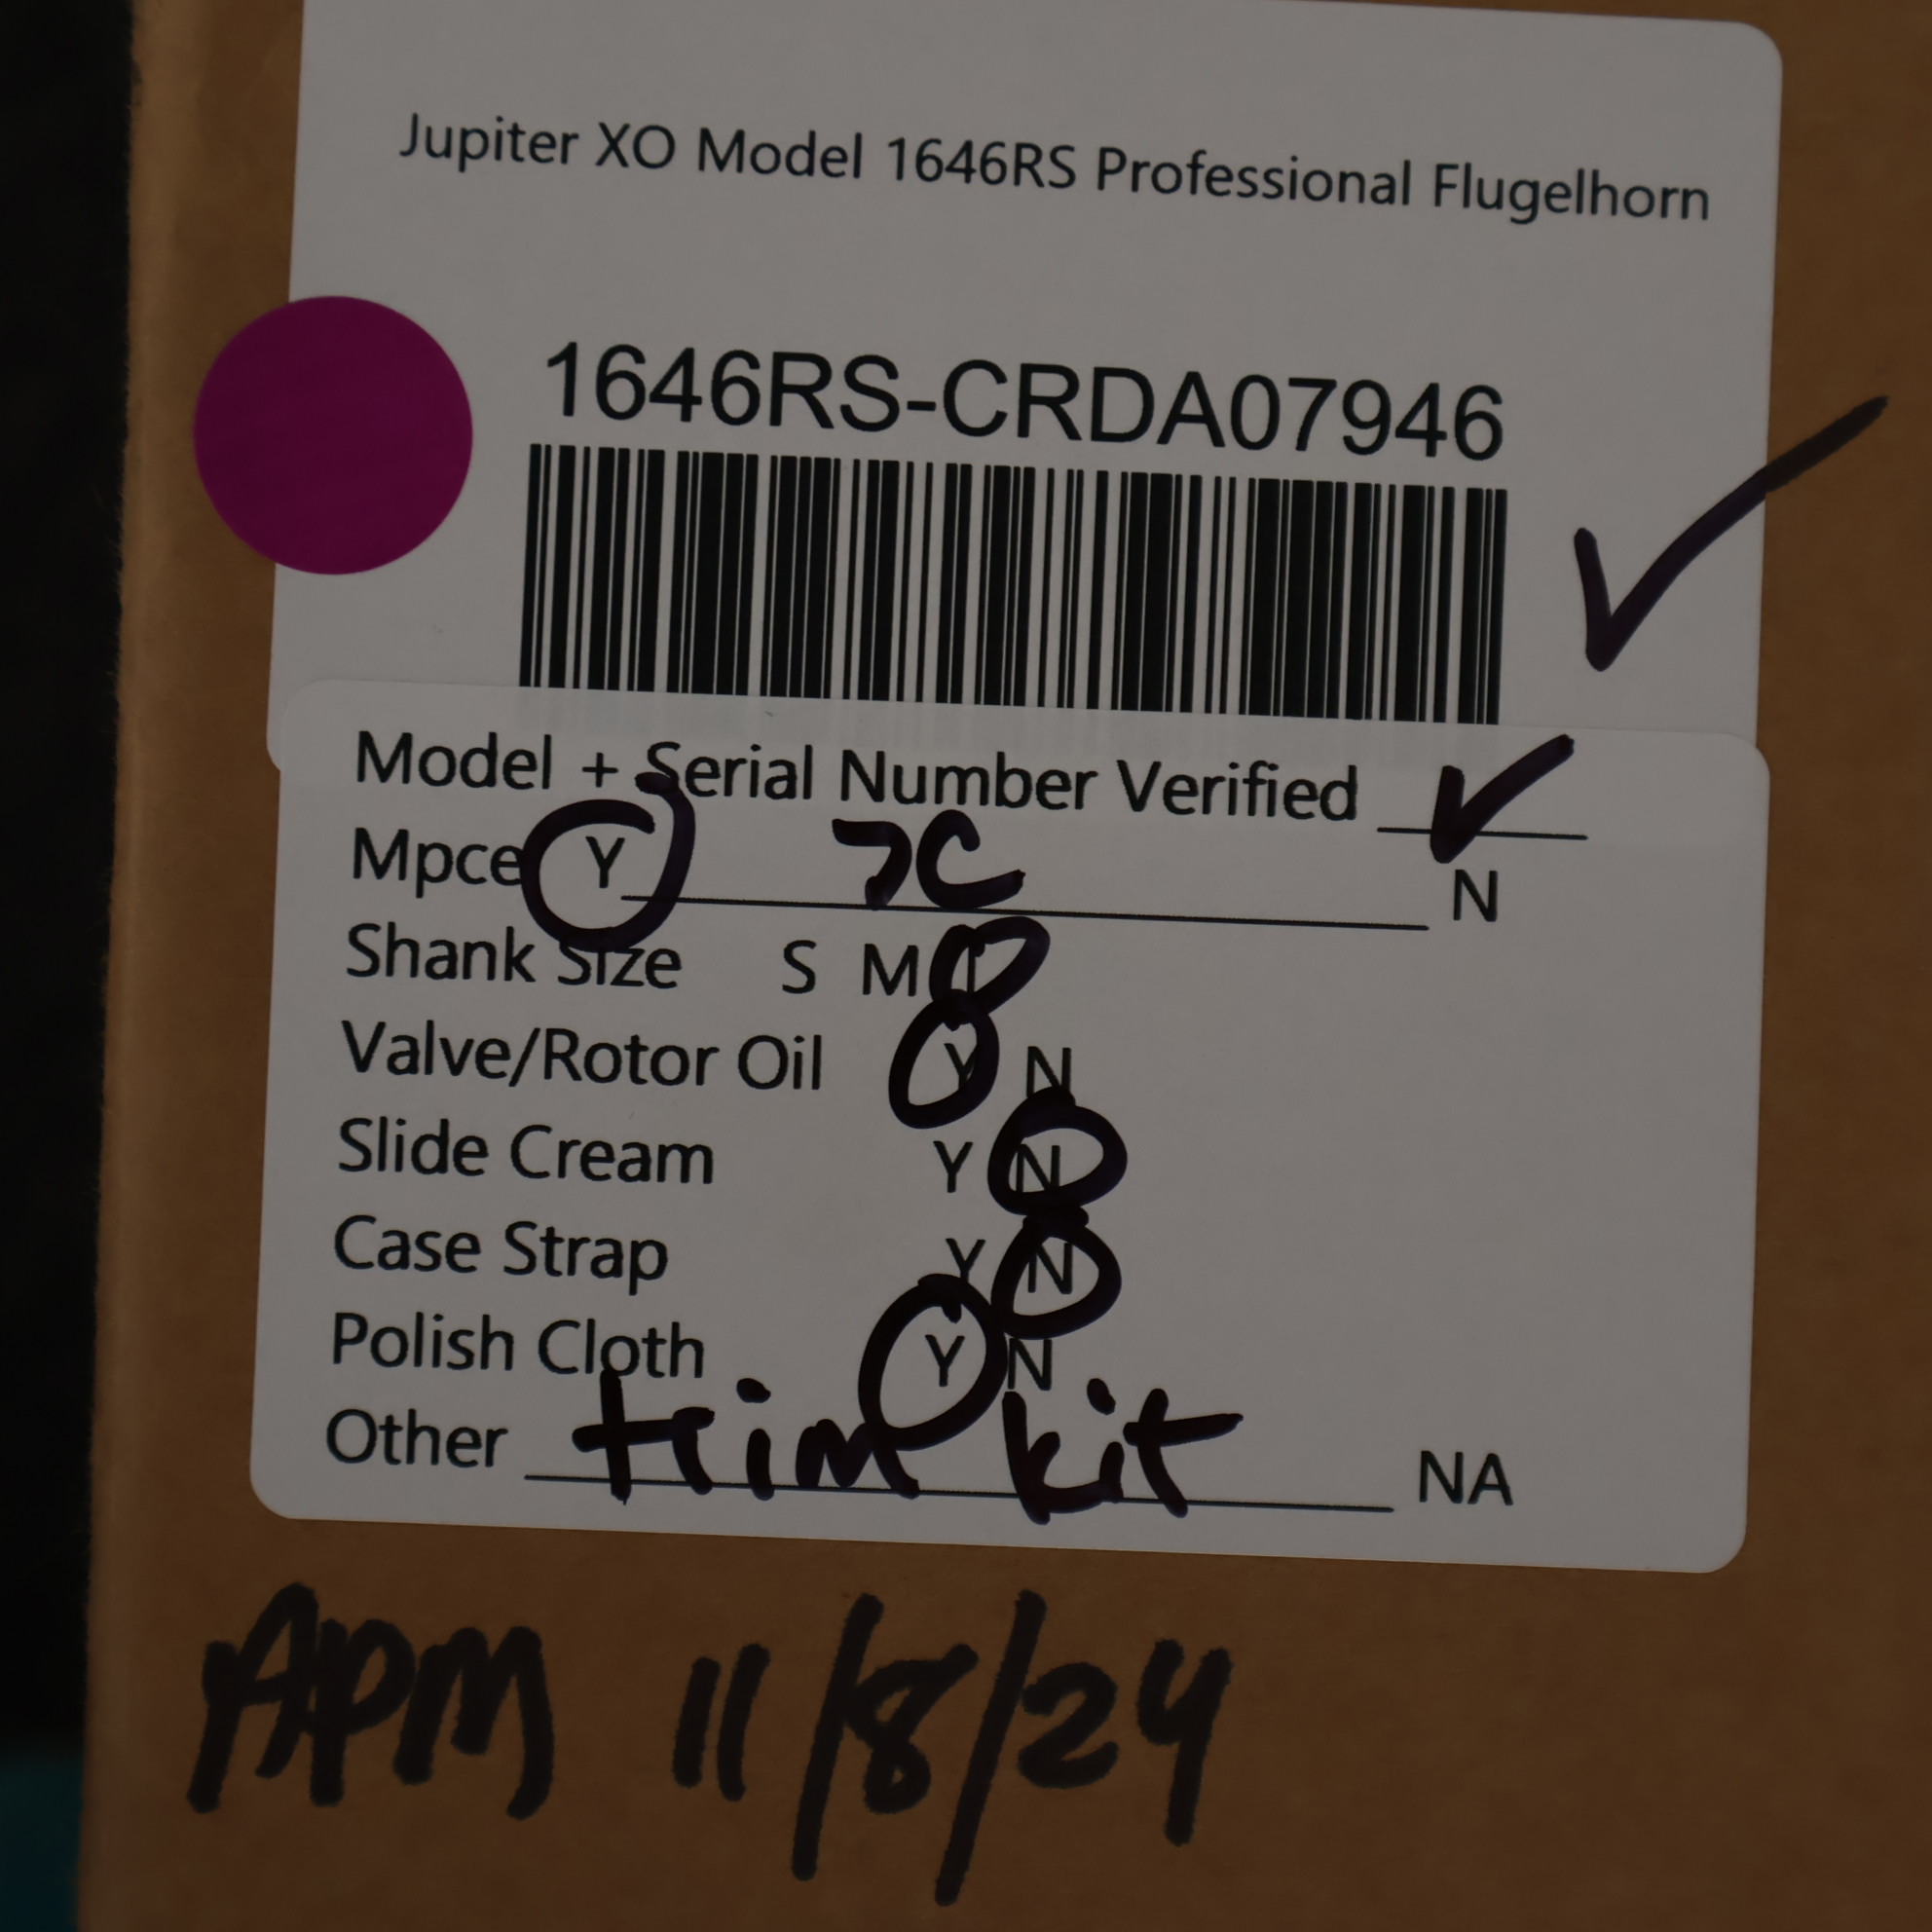 Jupiter XO Model 1646RS Professional Flugelhorn
1646RS-CRDA07946
Model + Serial Number Verified
Mpce Y 7C N
Shank Size S M L
Valve/Rotor Oil Y N
Slide Cream Y N
Case Strap Y N
Polish Cloth Y N
Other trim kit NA
APM 11/8/24